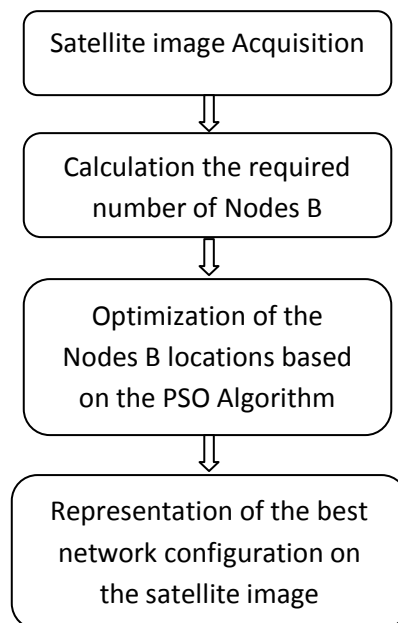 Satellite image Acquisition
Calculation the required
number of Nodes B
Optimization of the
Nodes B locations based
on the PSO Algorithm
Representation of the best
network configuration on
the satellite image